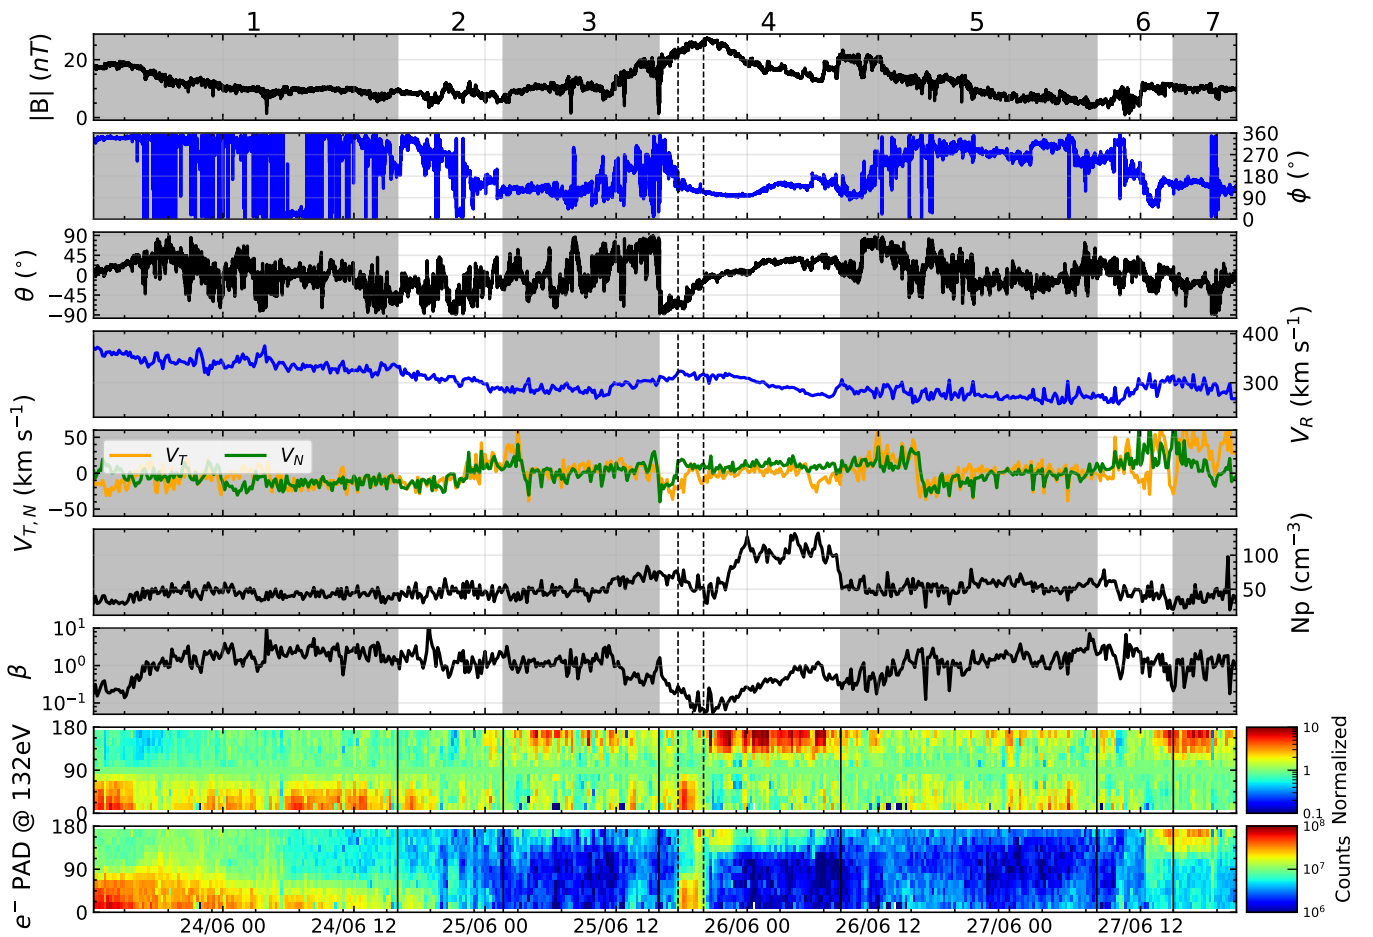 1 2 3 4 5 6 7
|B| (nT)
20
0
ϕ (°)
360
270
180
90
0
θ (°)
90
45
0
−45
−90
V_R (km s⁻¹)
400
300
V_{T,N} (km s⁻¹)
50
0
−50
V_T V_N
Np (cm⁻³)
100
50
β
10¹
10⁰
10⁻¹
e⁻ PAD @ 132eV
180
90
0
10
1
0.1
Normalized
180
90
0
10⁸
10⁷
10⁶
Counts
24/06 00 24/06 12 25/06 00 25/06 12 26/06 00 26/06 12 27/06 00 27/06 12